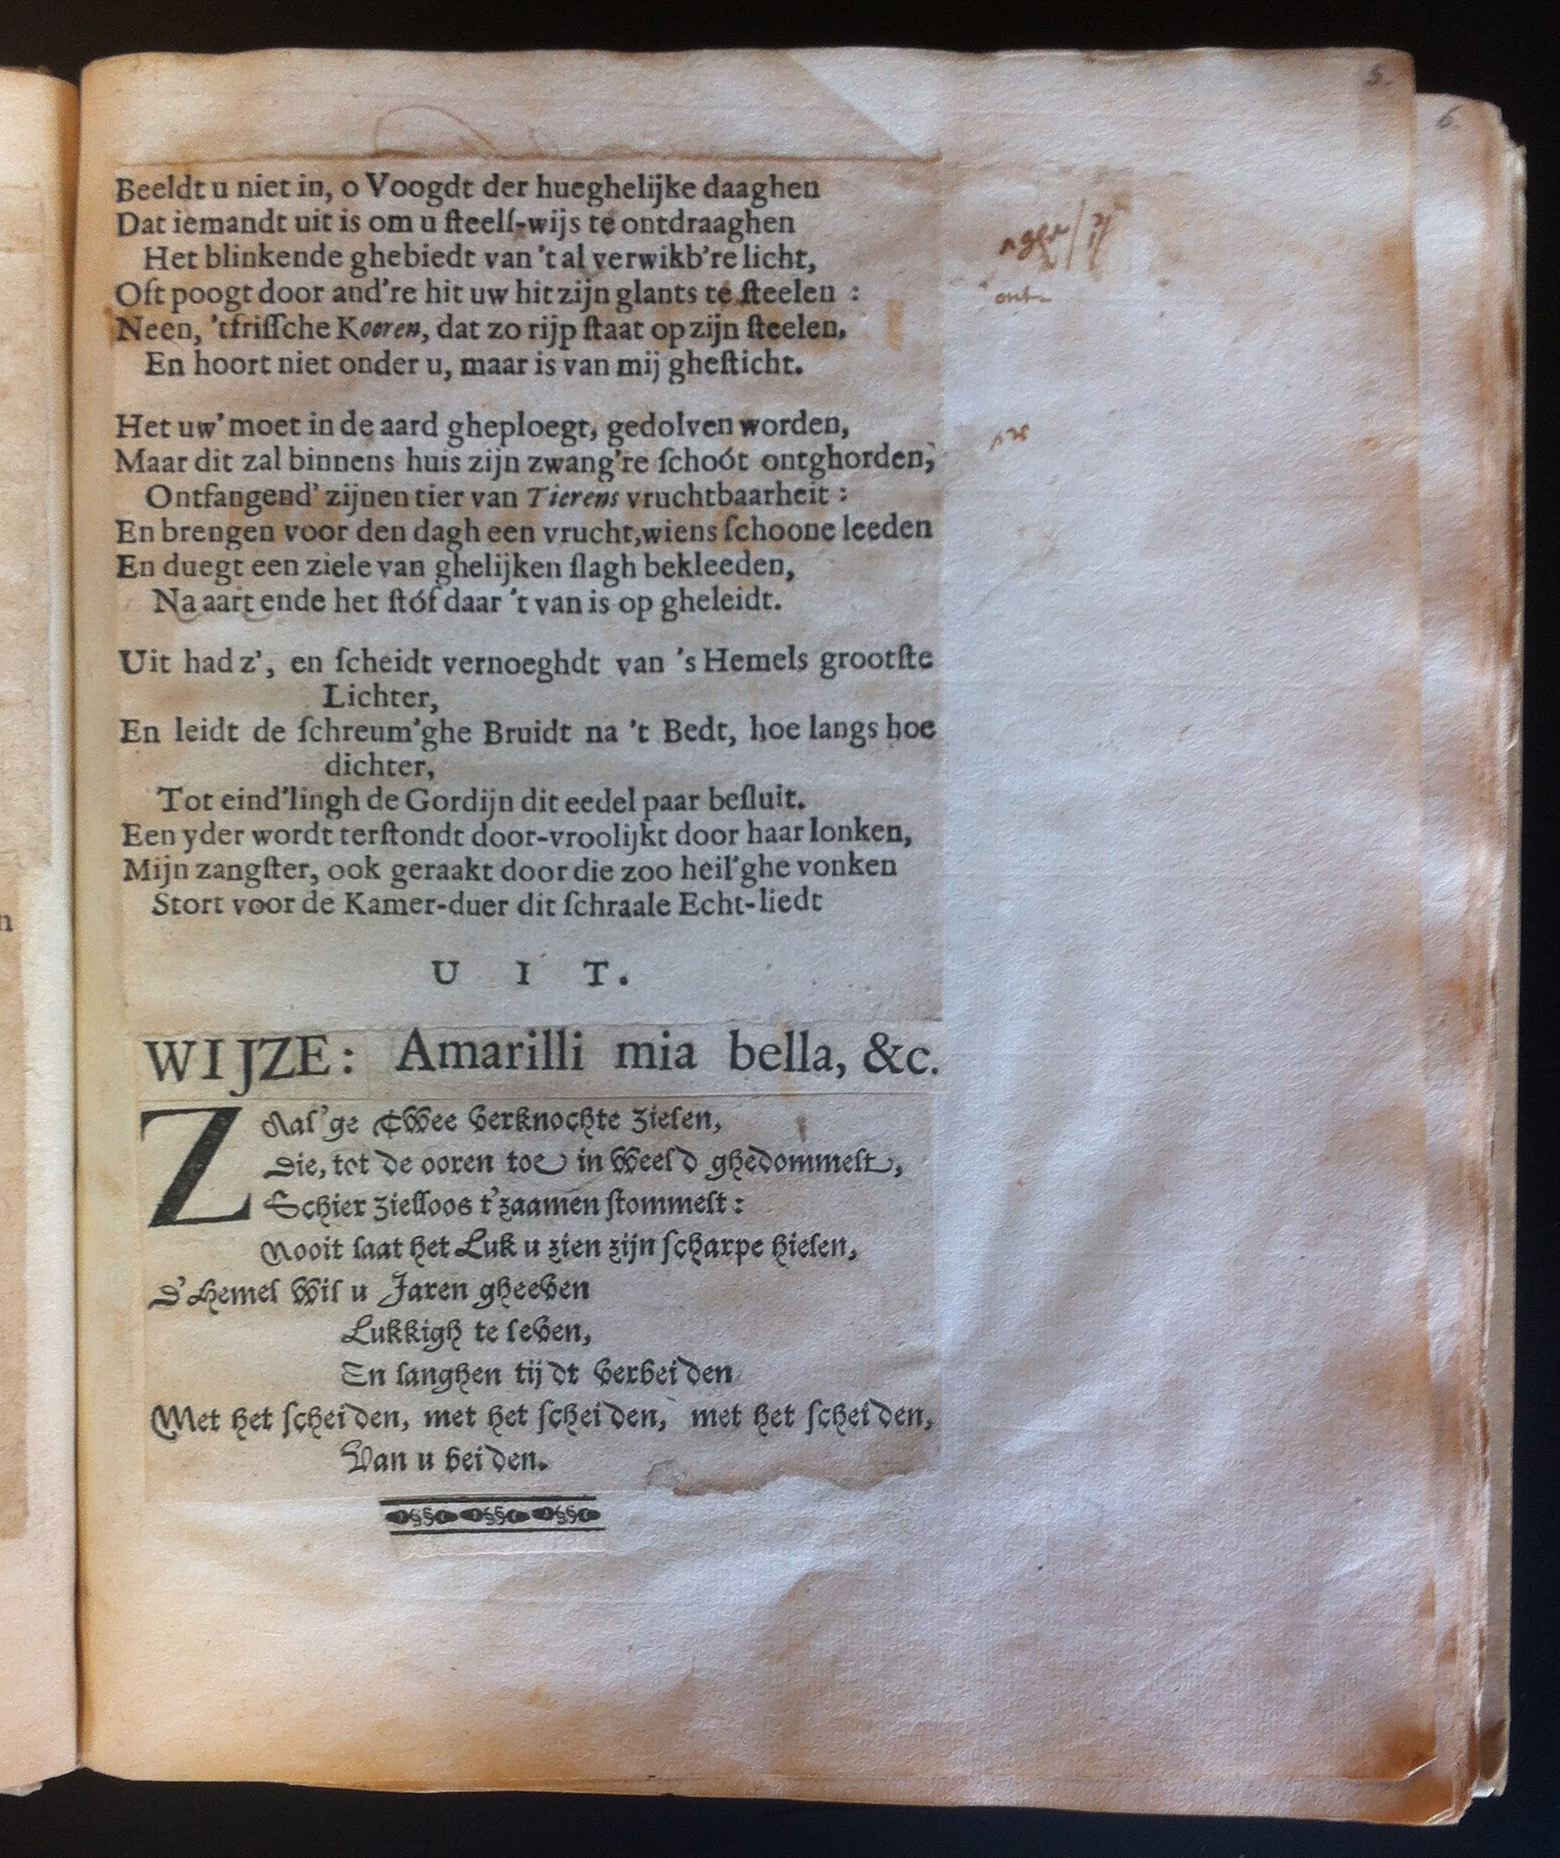 5.
6.
Beeldt u niet in, o Voogdt der hueghelijke daaghen
Dat iemandt uit is om u ſteelſ-wijs te ontdraaghen
Het blinkende ghebiedt van 't al verwikb're licht,
Oft poogt door and're hit uw hit zijn glants te ſteelen :
Neen, 't friſſche Koeren, dat zo rijp ſtaat op zijn ſteelen,
En hoort niet onder u, maar is van mij gheſticht.
Het uw' moet in de aard gheploegt, gedolven worden,
Maar dit zal binnens huis zijn zwang're ſchoót ontghorden,
Ontfangend' zijnen tier van Tierens vruchtbaarheit :
En brengen voor den dagh een vrucht, wiens ſchoone leeden
En duegt een ziele van ghelijken ſlagh bekleeden,
Na aart ende het ſtóf daar 't van is op gheleidt.
Uit had z', en ſcheidt vernoeghdt van 's Hemels grootſte
Lichter,
En leidt de ſchreum'ghe Bruidt na 't Bedt, hoe langs hoe
dichter,
Tot eind'lingh de Gordijn dit eedel paar beſluit.
Een yder wordt terſtondt door-vroolijkt door haar lonken,
Mijn zangſter, ook geraakt door die zoo heil'ghe vonken
Stort voor de Kamer-duer dit ſchraale Echt-liedt
U I T.
WIJZE: Amarilli mia bella, &c.
ZAal'ge twee verknochte zielen,
Die, tot de ooren toe in weel'd ghedommelt,
Schier zielloos t'zaamen ſtommelt :
Nooit laat het Luk u zien zijn ſcharpe hielen,
D'Hemel wil u Jaren gheeven
Lukkigh te leven,
En langhen tijdt verbeiden
Met het ſcheiden, met het ſcheiden, met het ſcheiden,
Van u beiden.
ont-